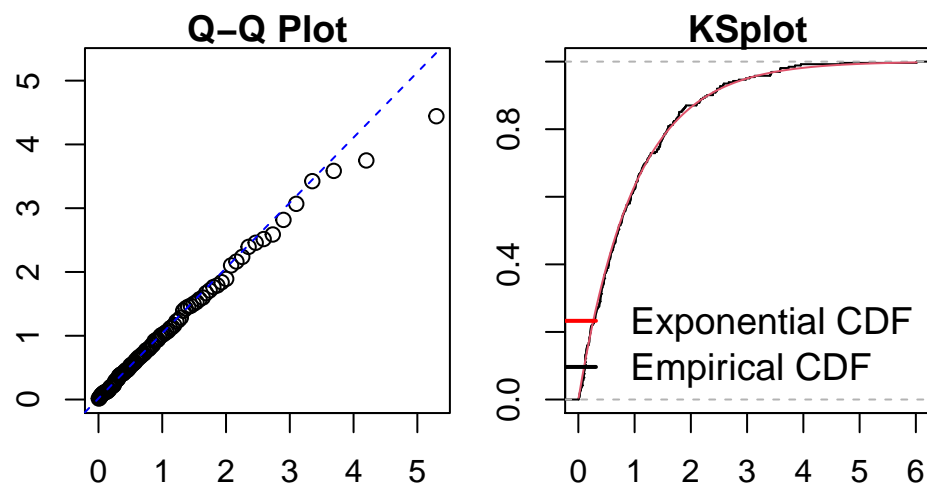 Q−Q Plot
5
4
3
2
1
0
0 1 2 3 4 5
KSplot
0.8
0.4
0.0
Exponential CDF
Empirical CDF
0 1 2 3 4 5 6